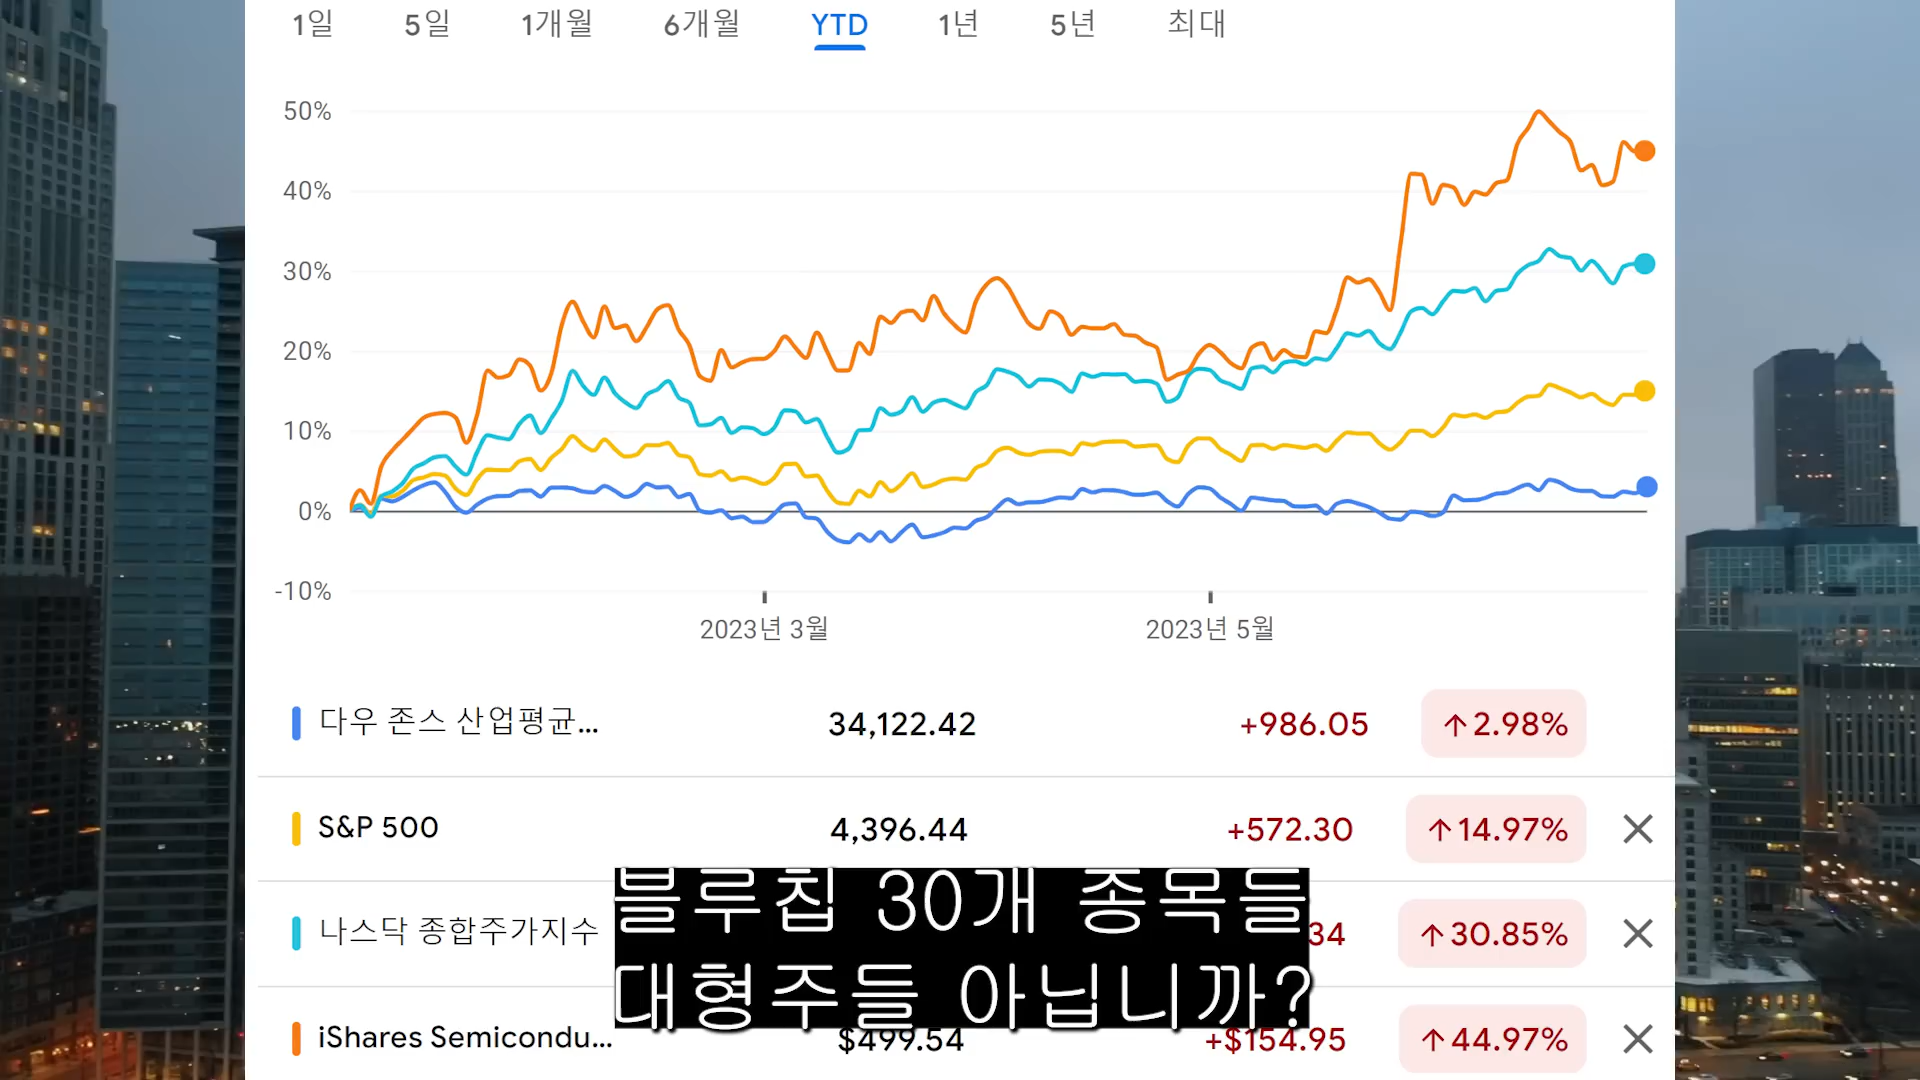 1일 5일 1개월 6개월 YTD 1년 5년 최대
50%
40%
30%
20%
10%
0%
-10%
2023년 3월 2023년 5월
다우 존스 산업평균... 34,122.42 +986.05 ↑2.98%
S&P 500 4,396.44 +572.30 ↑14.97%
나스닥 종합주가지수 34 ↑30.85%
iShares Semicondu... $499.54 +$154.95 ↑44.97%
블루칩 30개 종목들
대형주들 아닙니까?